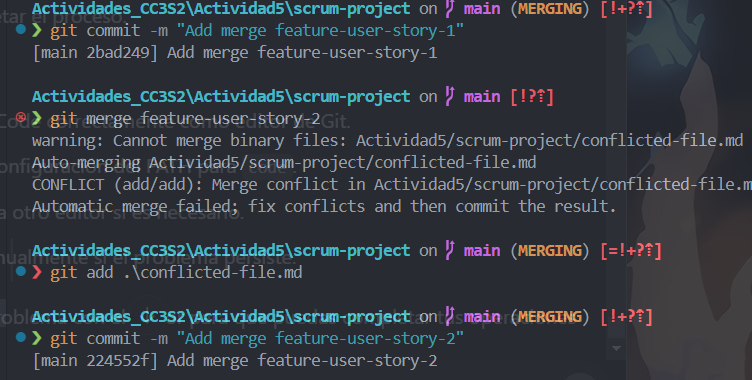 Actividades_CC3S2\Actividad5\scrum-project on main (MERGING) [!+?⇡]
❯ git commit -m "Add merge feature-user-story-1"
[main 2bad249] Add merge feature-user-story-1
Actividades_CC3S2\Actividad5\scrum-project on main [!?⇡]
❯ git merge feature-user-story-2
warning: Cannot merge binary files: Actividad5/scrum-project/conflicted-file.md
Auto-merging Actividad5/scrum-project/conflicted-file.md
CONFLICT (add/add): Merge conflict in Actividad5/scrum-project/conflicted-file.m
Automatic merge failed; fix conflicts and then commit the result.
Actividades_CC3S2\Actividad5\scrum-project on main (MERGING) [=!+?⇡]
❯ git add .\conflicted-file.md
Actividades_CC3S2\Actividad5\scrum-project on main (MERGING) [!+?⇡]
❯ git commit -m "Add merge feature-user-story-2"
[main 224552f] Add merge feature-user-story-2